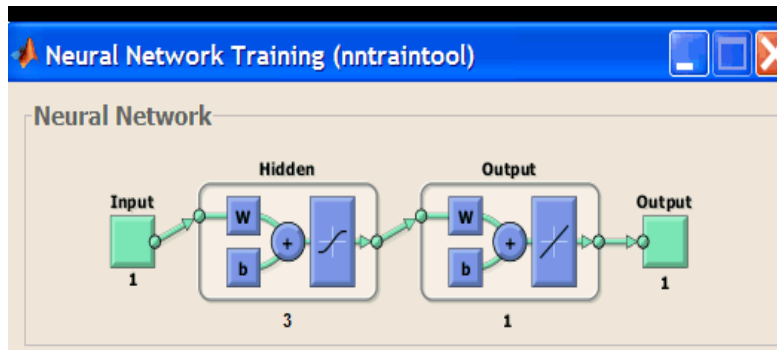 Neural Network Training (nntraintool)
Neural Network
Hidden
Output
Input
Output
W
b
+
W
b
+
1
3
1
1